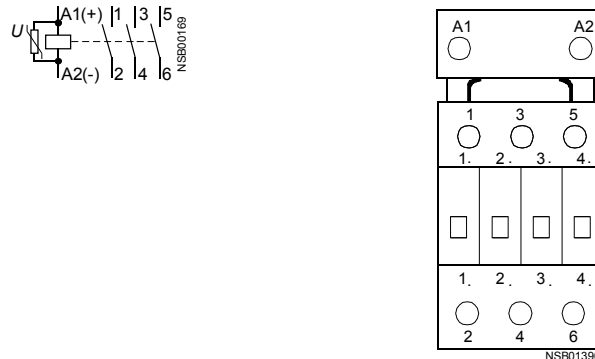 A1(+) 1 3 5
U
A2(-) 2 4 6
NSB00169
A1 A2
1 3 5
1. 2. 3. 4.
1. 2. 3. 4.
2 4 6
NSB0139